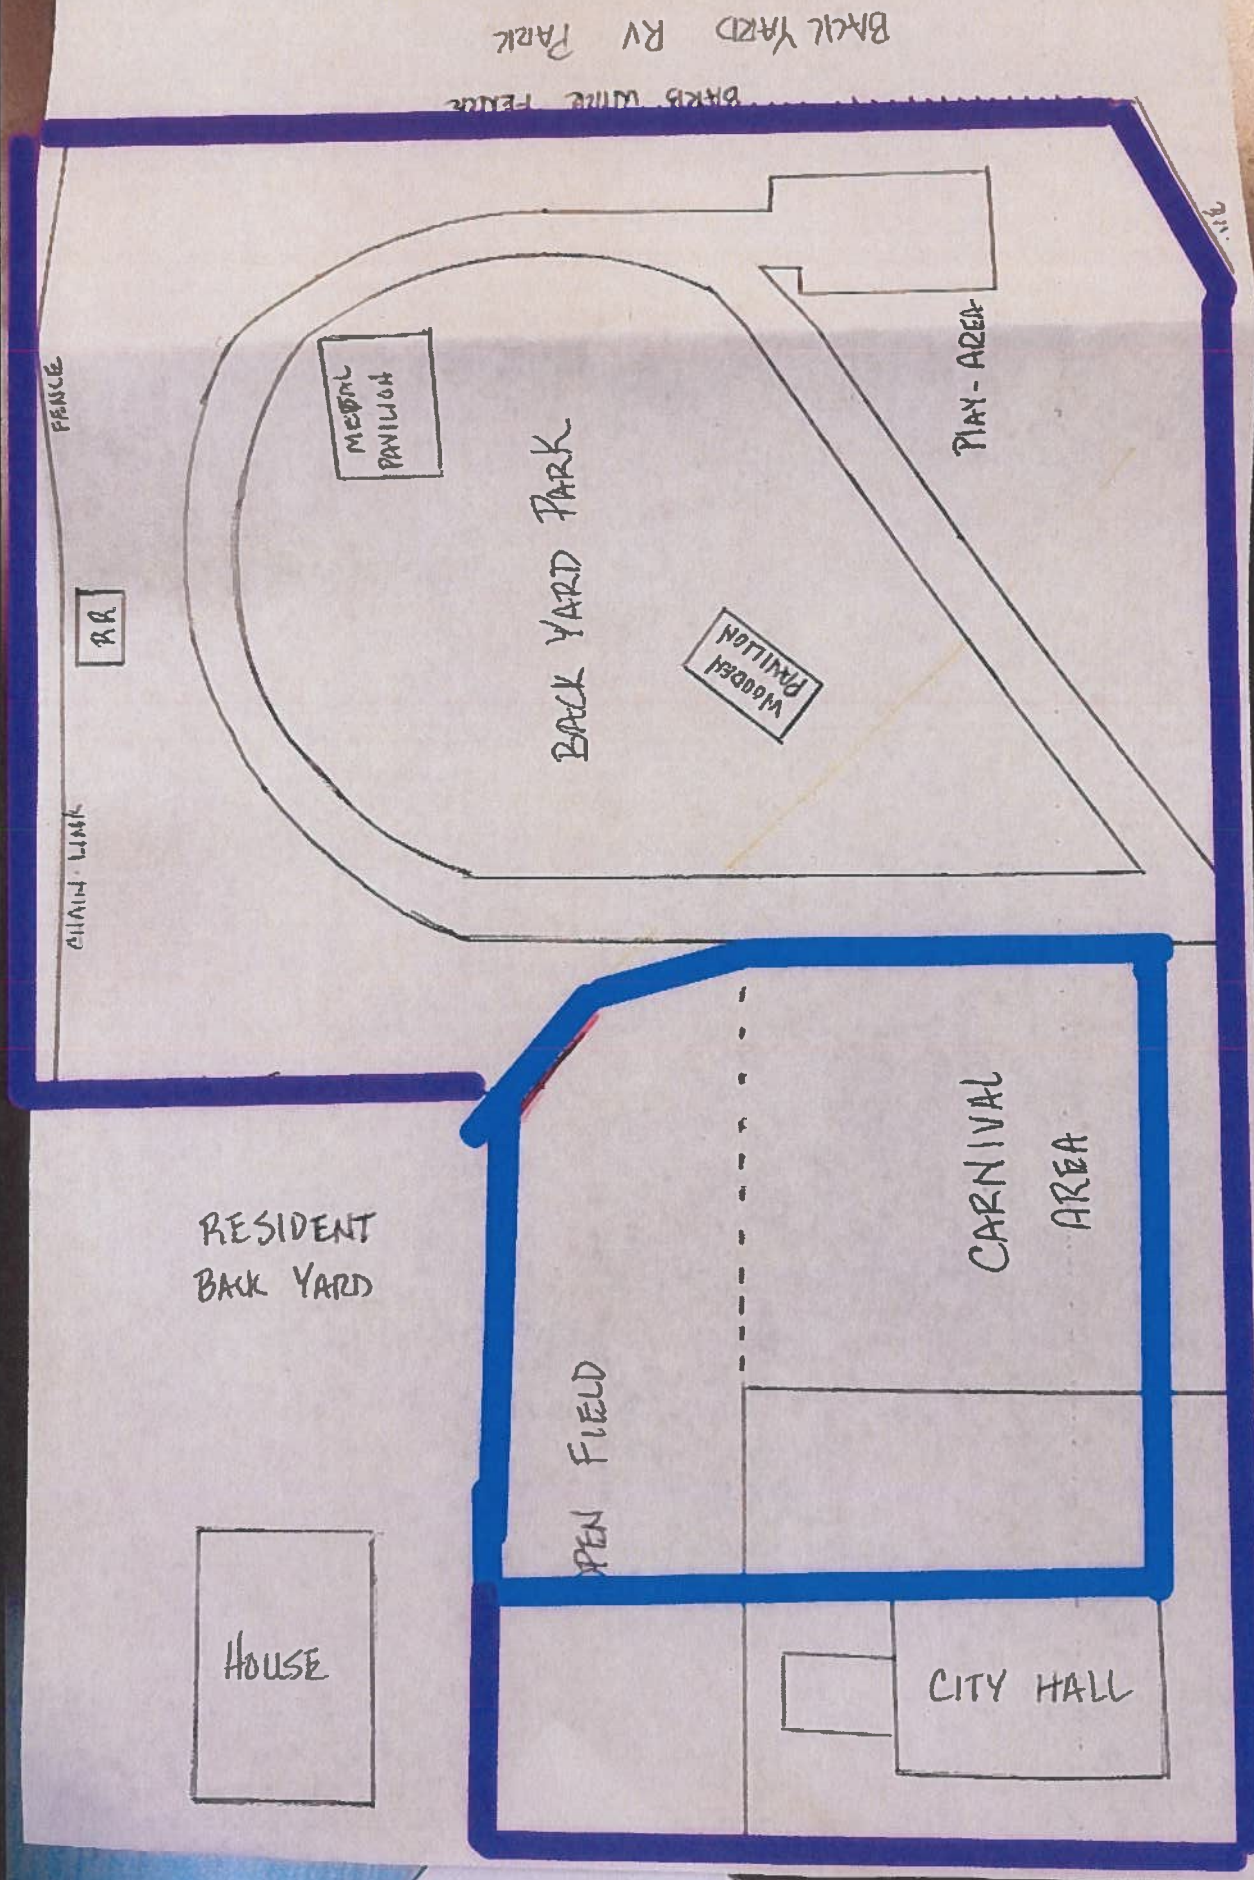 BACK YARD RV PARK
BARB WIRE FENCE
FENCE
CHAIN-LINK
RR
MEDAL
PAVILION
BACK YARD PARK
WOODEN
PAVILION
PLAY-AREA
RESIDENT
BACK YARD
HOUSE
OPEN FIELD
CARNIVAL
AREA
CITY HALL